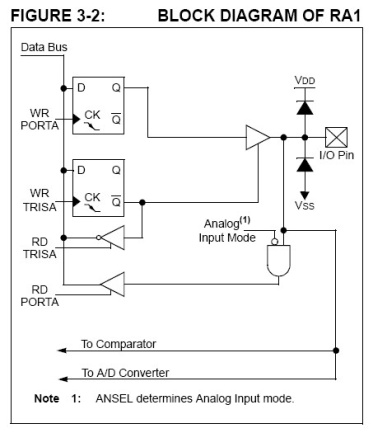 FIGURE 3-2: BLOCK DIAGRAM OF RA1
Data Bus
D Q
VDD
WR
PORTA
CK
Q
I/O Pin
D Q
WR
TRISA
CK
Q
VSS
Analog(1)
Input Mode
RD
TRISA
RD
PORTA
To Comparator
To A/D Converter
Note 1: ANSEL determines Analog Input mode.